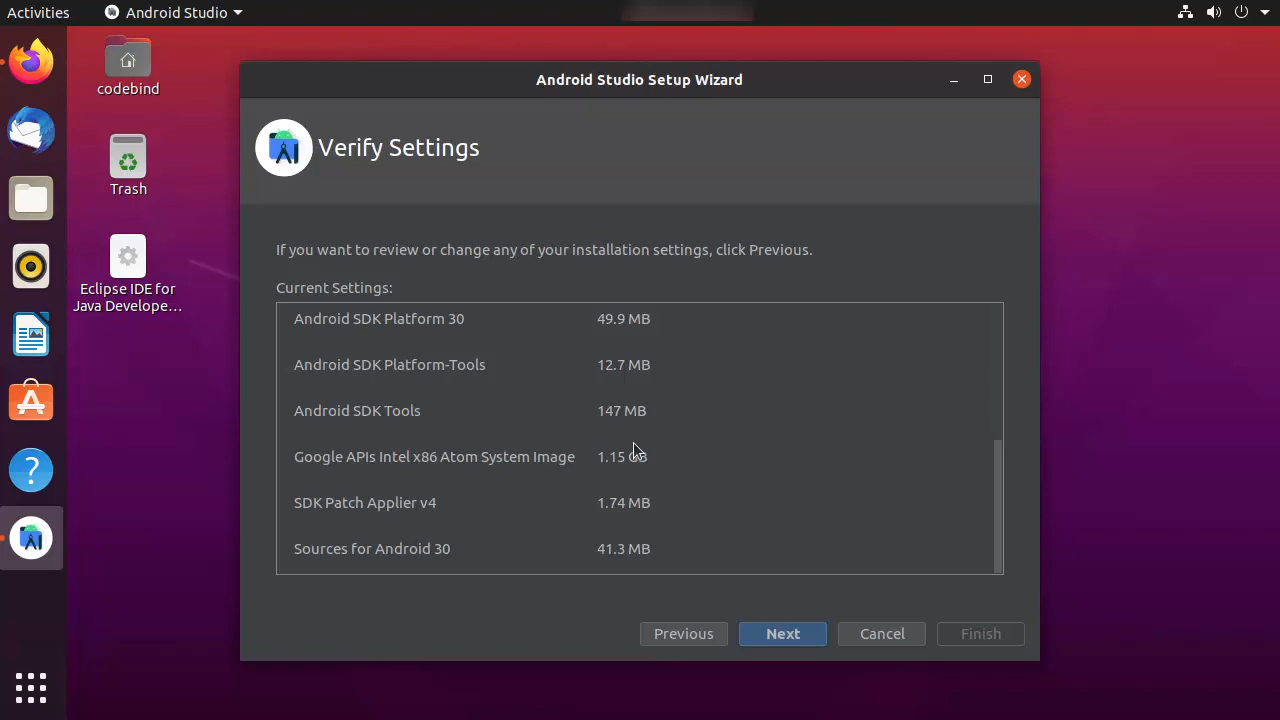 Activities
Android Studio
codebind
Trash
Eclipse IDE for
Java Develope...
Android Studio Setup Wizard
Verify Settings
If you want to review or change any of your installation settings, click Previous.
Current Settings:
Android SDK Platform 30 49.9 MB
Android SDK Platform-Tools 12.7 MB
Android SDK Tools 147 MB
Google APIs Intel x86 Atom System Image 1.15 GB
SDK Patch Applier v4 1.74 MB
Sources for Android 30 41.3 MB
Previous Next Cancel Finish